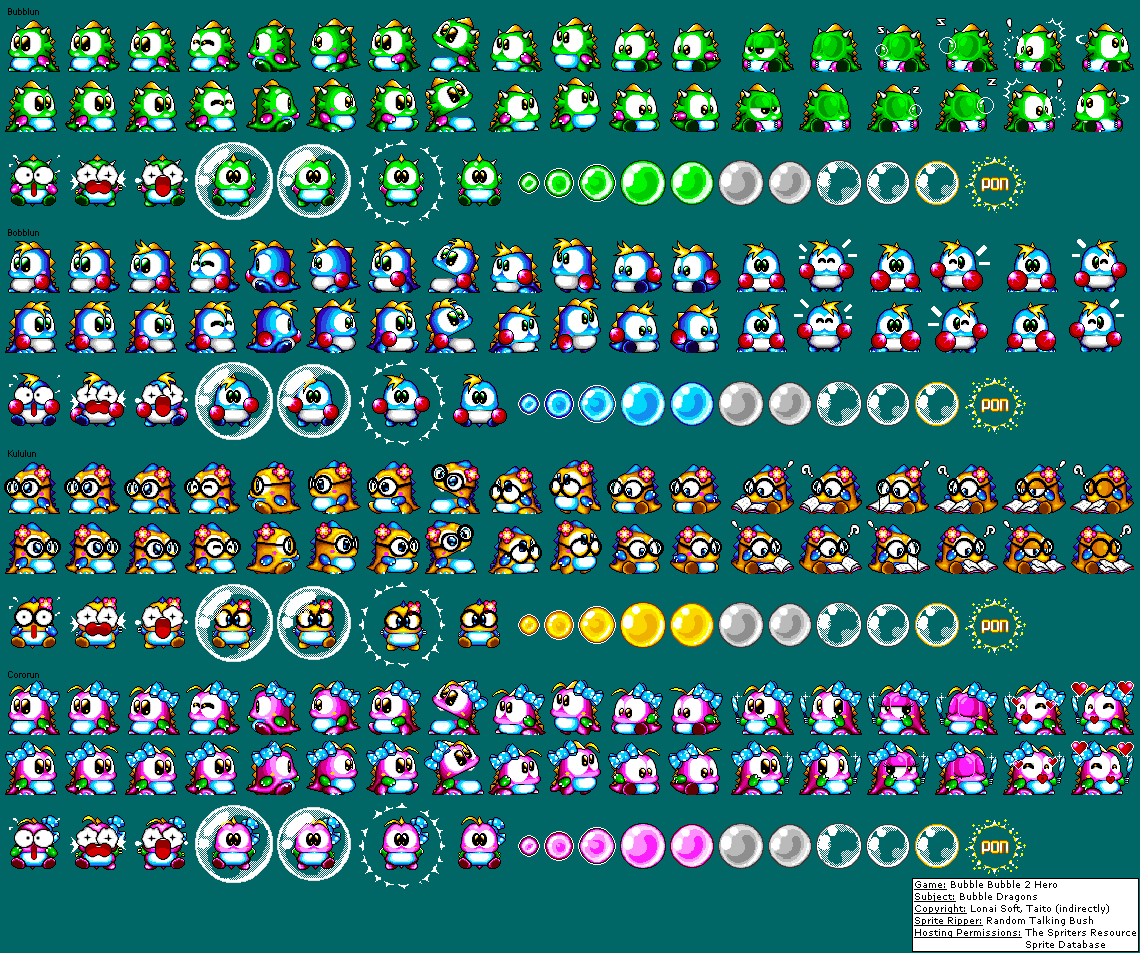 Bubblun
z
z
!
z
z
!
pon
Bobblun
pon
Kululun
! ? ! ? ! ?
! ? ! ? ! ?
pon
Cororun
pon
Game: Bubble Bubble 2 Hero
Subject: Bubble Dragons
Copyright: Lonai Soft, Taito (indirectly)
Sprite Ripper: Random Talking Bush
Hosting Permissions: The Spriters Resource
Sprite Database